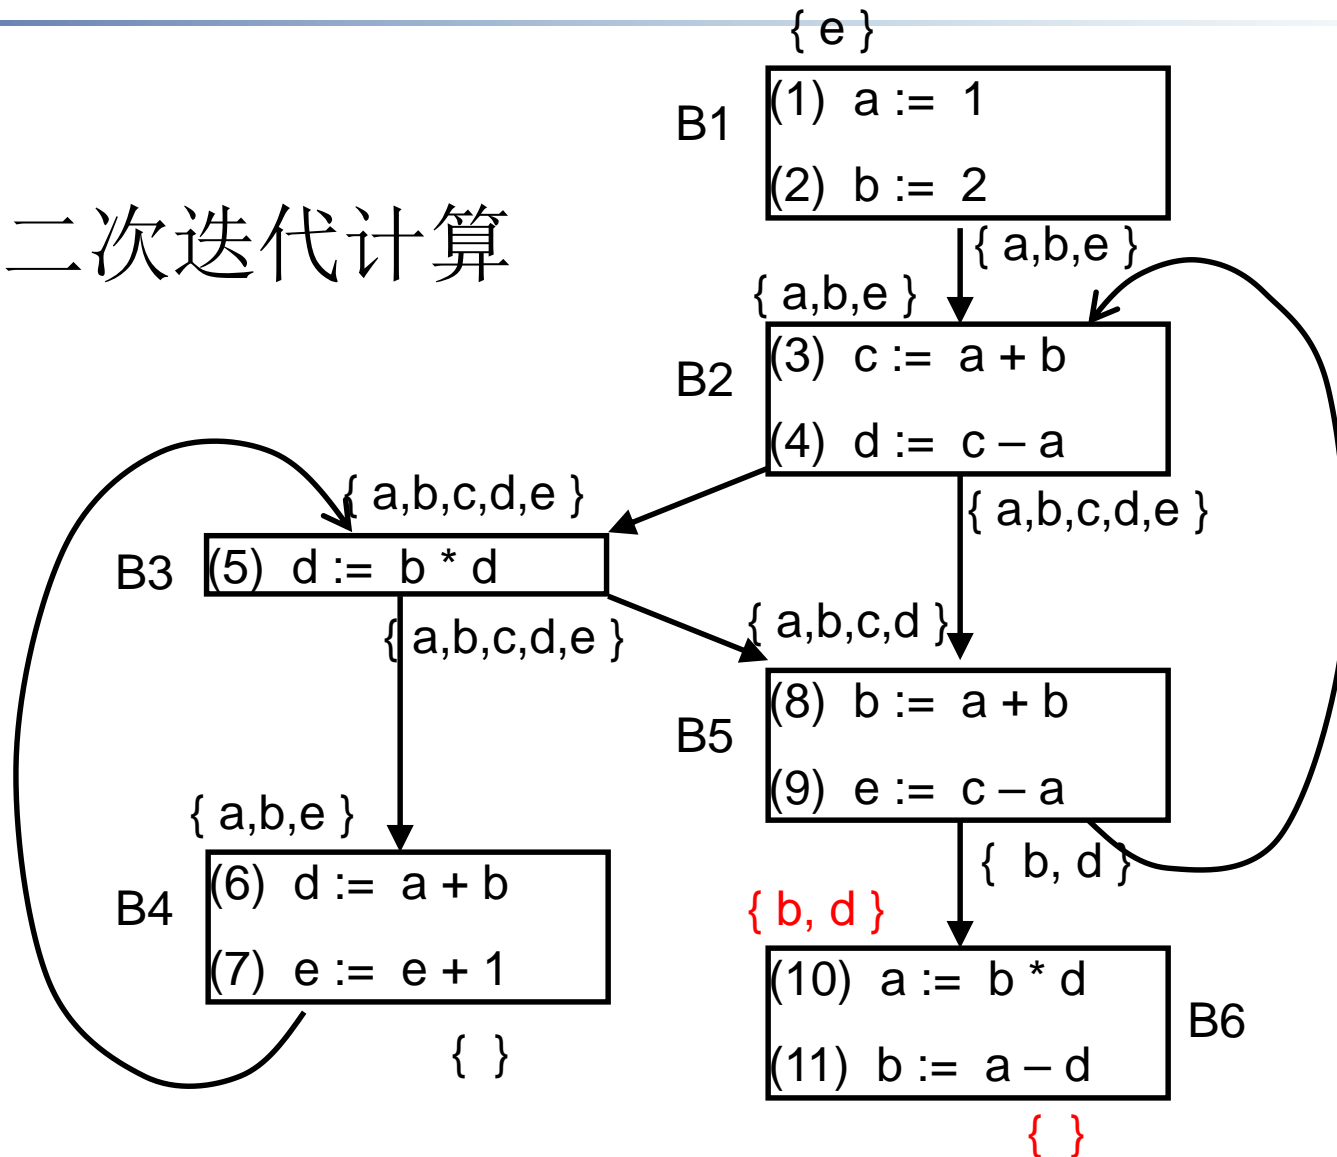 { e }
B1
(1) a := 1
(2) b := 2
二次迭代计算
{ a,b,e }
{ a,b,e }
B2
(3) c := a + b
(4) d := c – a
{ a,b,c,d,e }
{ a,b,c,d,e }
B3
(5) d := b * d
{ a,b,c,d,e }
{ a,b,c,d }
B5
(8) b := a + b
(9) e := c – a
{ a,b,e }
{ b, d }
B4
(6) d := a + b
(7) e := e + 1
{ }
{ b, d }
(10) a := b * d
(11) b := a – d
B6
{ }